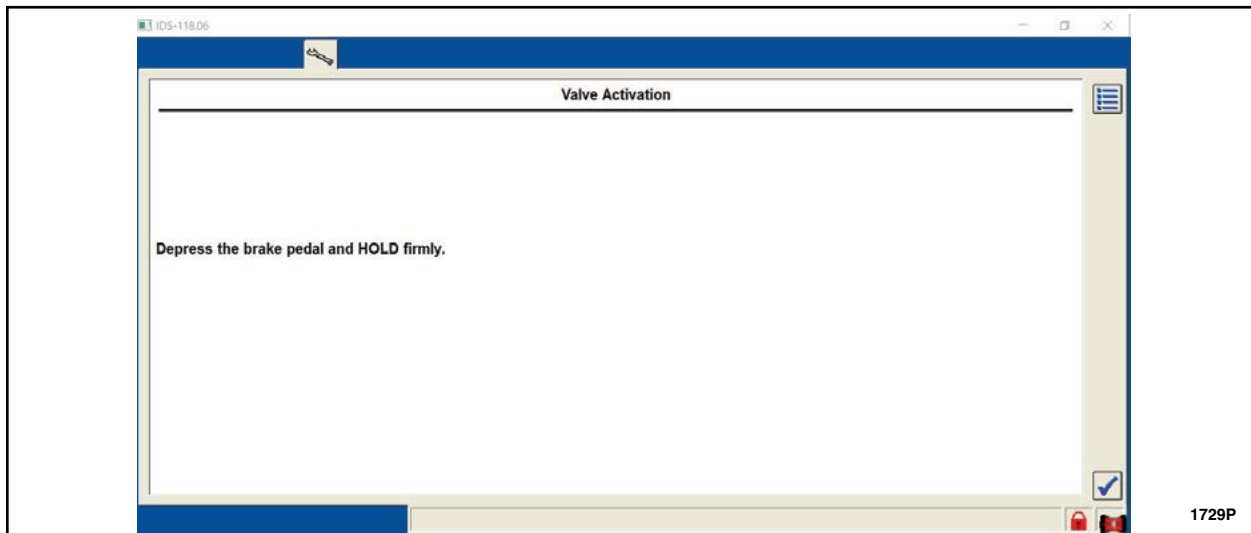 IDS-118.06
Valve Activation
Depress the brake pedal and HOLD firmly.
1729P